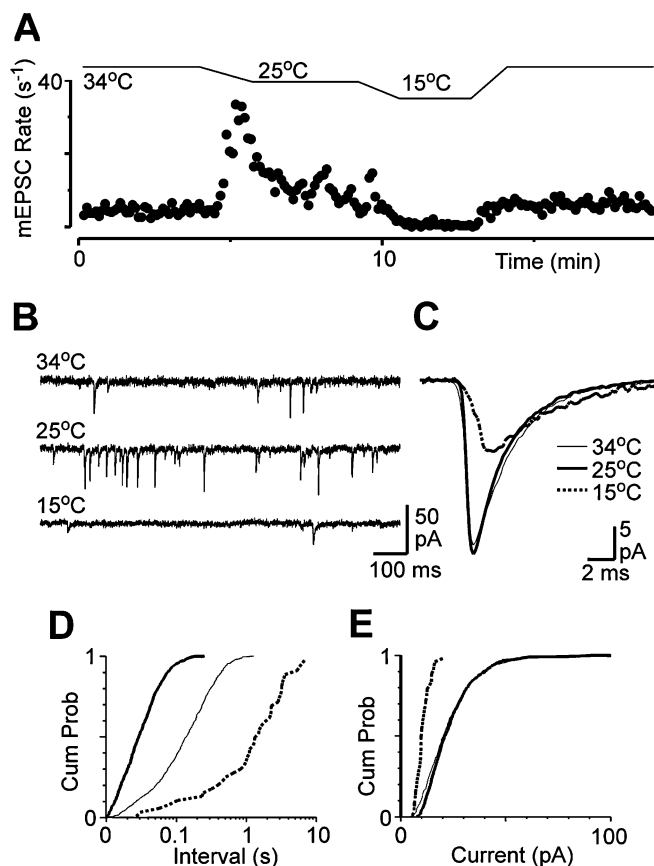 A
40
34°C
25°C
15°C
mEPSC Rate (s⁻¹)
0
10
Time (min)
B
34°C
25°C
15°C
50
pA
100 ms
C
34°C
25°C
15°C
5
pA
2 ms
D
1
Cum Prob
0
0
0.1
1
10
Interval (s)
E
1
Cum Prob
0
0
100
Current (pA)